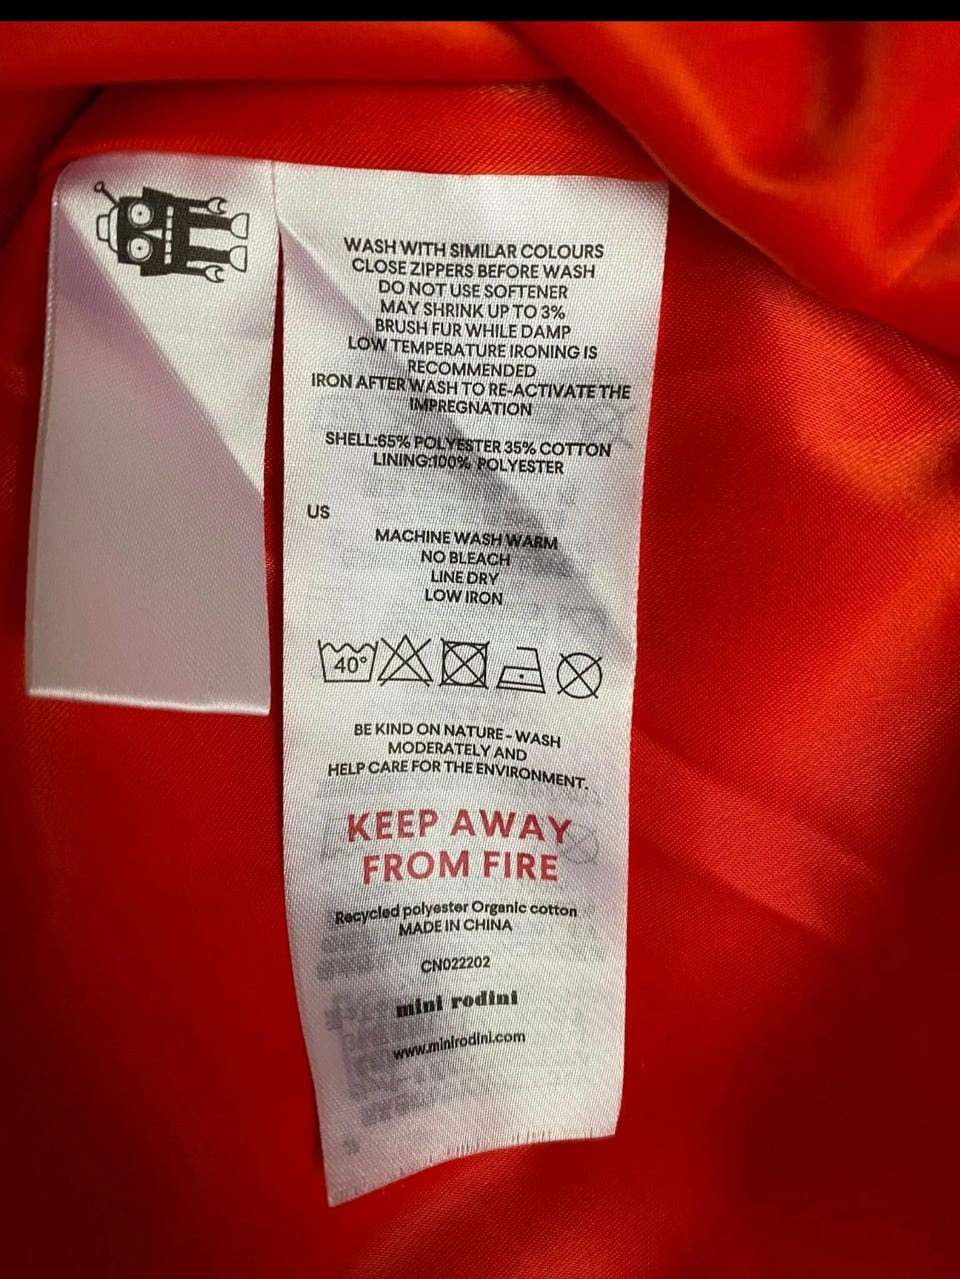 WASH WITH SIMILAR COLOURS
CLOSE ZIPPERS BEFORE WASH
DO NOT USE SOFTENER
MAY SHRINK UP TO 3%
BRUSH FUR WHILE DAMP
LOW TEMPERATURE IRONING IS
RECOMMENDED
IRON AFTER WASH TO RE-ACTIVATE THE
IMPREGNATION
SHELL:65% POLYESTER 35% COTTON
LINING:100% POLYESTER
US
MACHINE WASH WARM
NO BLEACH
LINE DRY
LOW IRON
40°
BE KIND ON NATURE - WASH
MODERATELY AND
HELP CARE FOR THE ENVIRONMENT.
KEEP AWAY
FROM FIRE
Recycled polyester Organic cotton
MADE IN CHINA
CN022202
mini rodini
www.minirodini.com